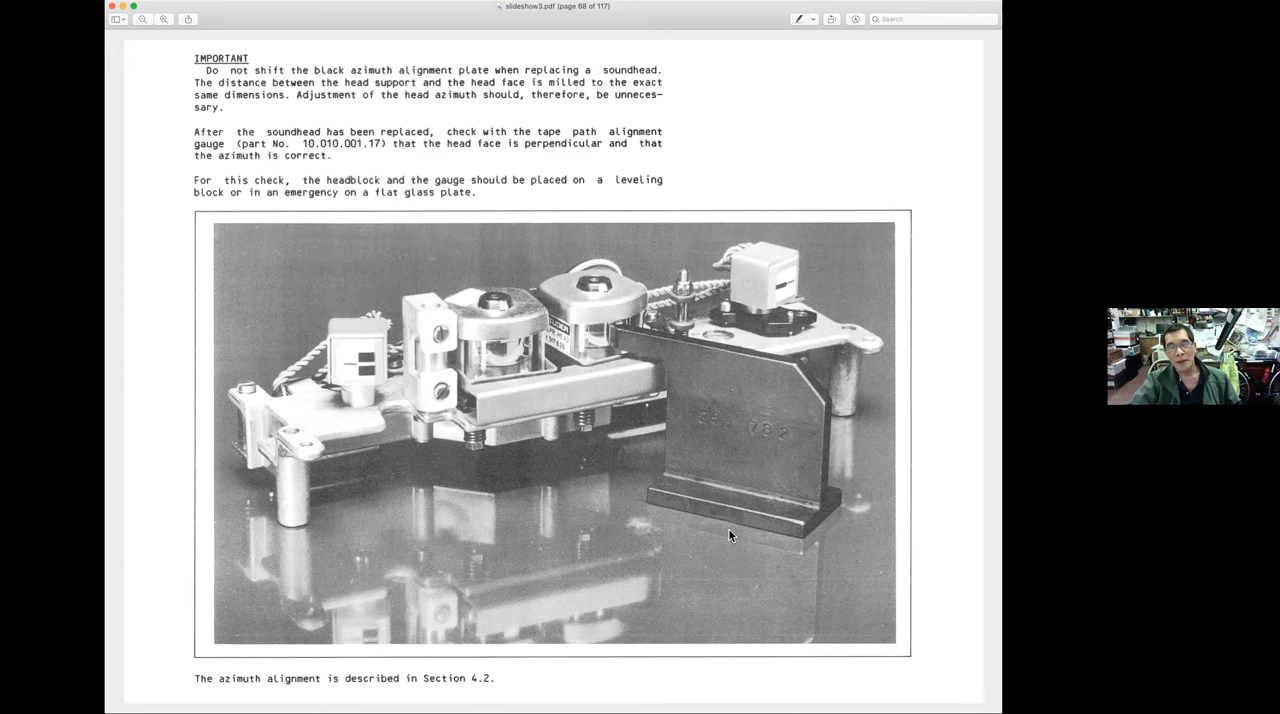 slideshow3.pdf (page 68 of 117)
Search
IMPORTANT
Do not shift the black azimuth alignment plate when replacing a soundhead.
The distance between the head support and the head face is milled to the exact
same dimensions. Adjustment of the head azimuth should, therefore, be unneces-
sary.
After the soundhead has been replaced, check with the tape path alignment
gauge (part No. 10.010.001.17) that the head face is perpendicular and that
the azimuth is correct.
For this check, the headblock and the gauge should be placed on a leveling
block or in an emergency on a flat glass plate.
782
The azimuth alignment is described in Section 4.2.